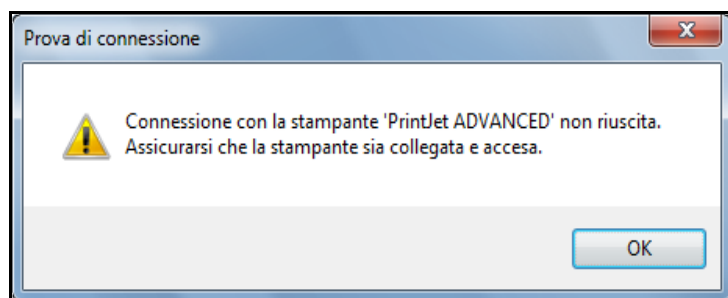 Prova di connessione
Connessione con la stampante 'PrintJet ADVANCED' non riuscita.
Assicurarsi che la stampante sia collegata e accesa.
OK